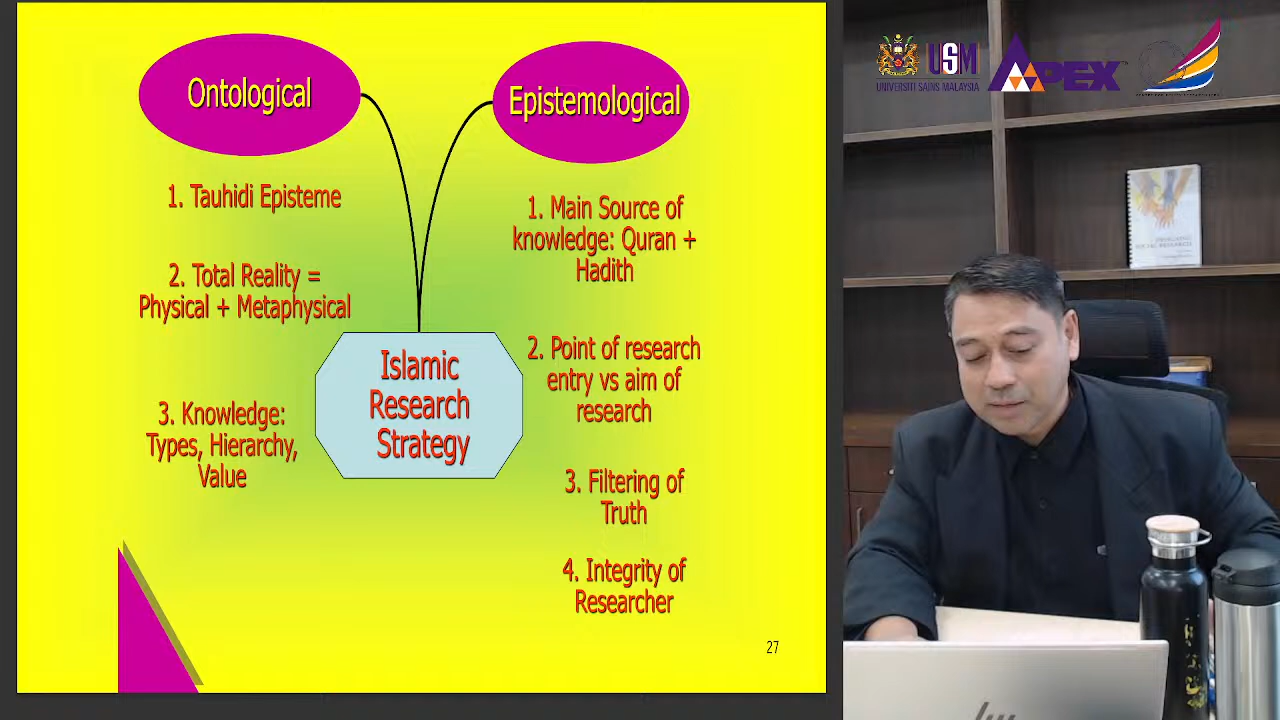 Ontological
1. Tauhidi Episteme
2. Total Reality =
Physical + Metaphysical
3. Knowledge:
Types, Hierarchy,
Value
Islamic
Research
Strategy
Epistemological
1. Main Source of
knowledge: Quran +
Hadith
2. Point of research
entry vs aim of
research
3. Filtering of
Truth
4. Integrity of
Researcher
27
USM
UNIVERSITI SAINS MALAYSIA
APEX
hp